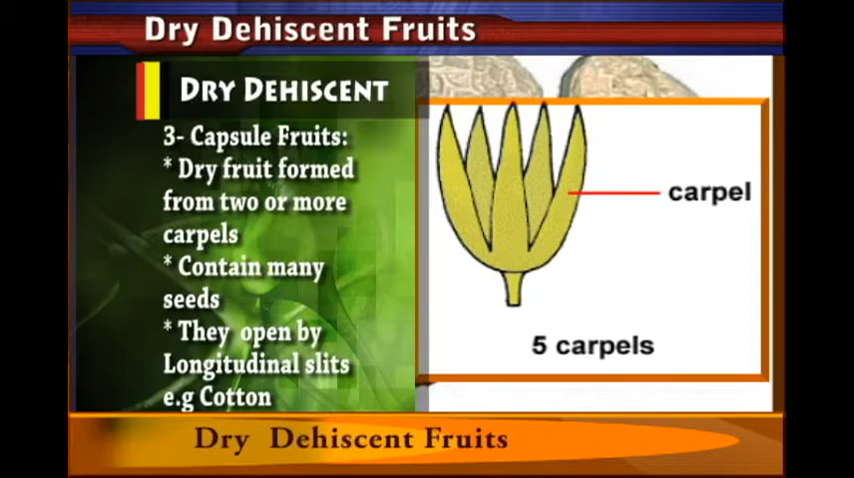 Dry Dehiscent Fruits
DRY DEHISCENT
3- Capsule Fruits:
* Dry fruit formed
from two or more
carpels
* Contain many
seeds
* They open by
Longitudinal slits
e.g Cotton
carpel
5 carpels
Dry Dehiscent Fruits